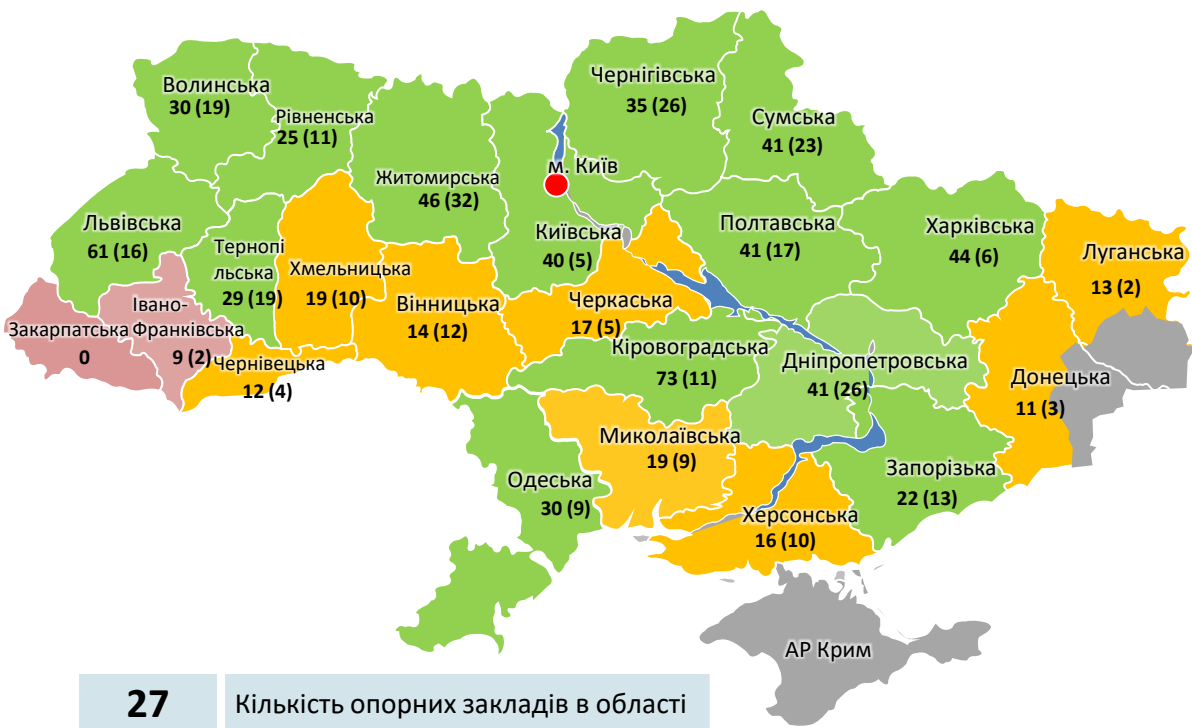 Волинська
30 (19)
Рівненська
25 (11)
Житомирська
46 (32)
Чернігівська
35 (26)
Сумська
41 (23)
м. Київ
Київська
40 (5)
Львівська
61 (16)
Тернопі
льська
29 (19)
Хмельницька
19 (10)
Вінницька
14 (12)
Черкаська
17 (5)
Полтавська
41 (17)
Харківська
44 (6)
Луганська
13 (2)
Закарпатська
0
Івано-
Франківська
9 (2)
Чернівецька
12 (4)
Кіровоградська
73 (11)
Дніпропетровська
41 (26)
Донецька
11 (3)
Миколаївська
19 (9)
Одеська
30 (9)
Запорізька
22 (13)
Херсонська
16 (10)
АР Крим
27 Кількість опорних закладів в області